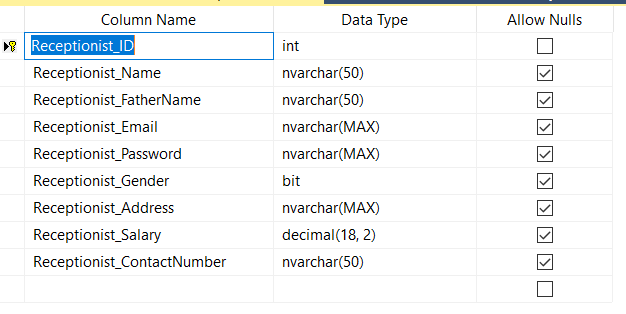 Column Name Data Type Allow Nulls
Receptionist_ID int
Receptionist_Name nvarchar(50)
Receptionist_FatherName nvarchar(50)
Receptionist_Email nvarchar(MAX)
Receptionist_Password nvarchar(MAX)
Receptionist_Gender bit
Receptionist_Address nvarchar(MAX)
Receptionist_Salary decimal(18, 2)
Receptionist_ContactNumber nvarchar(50)